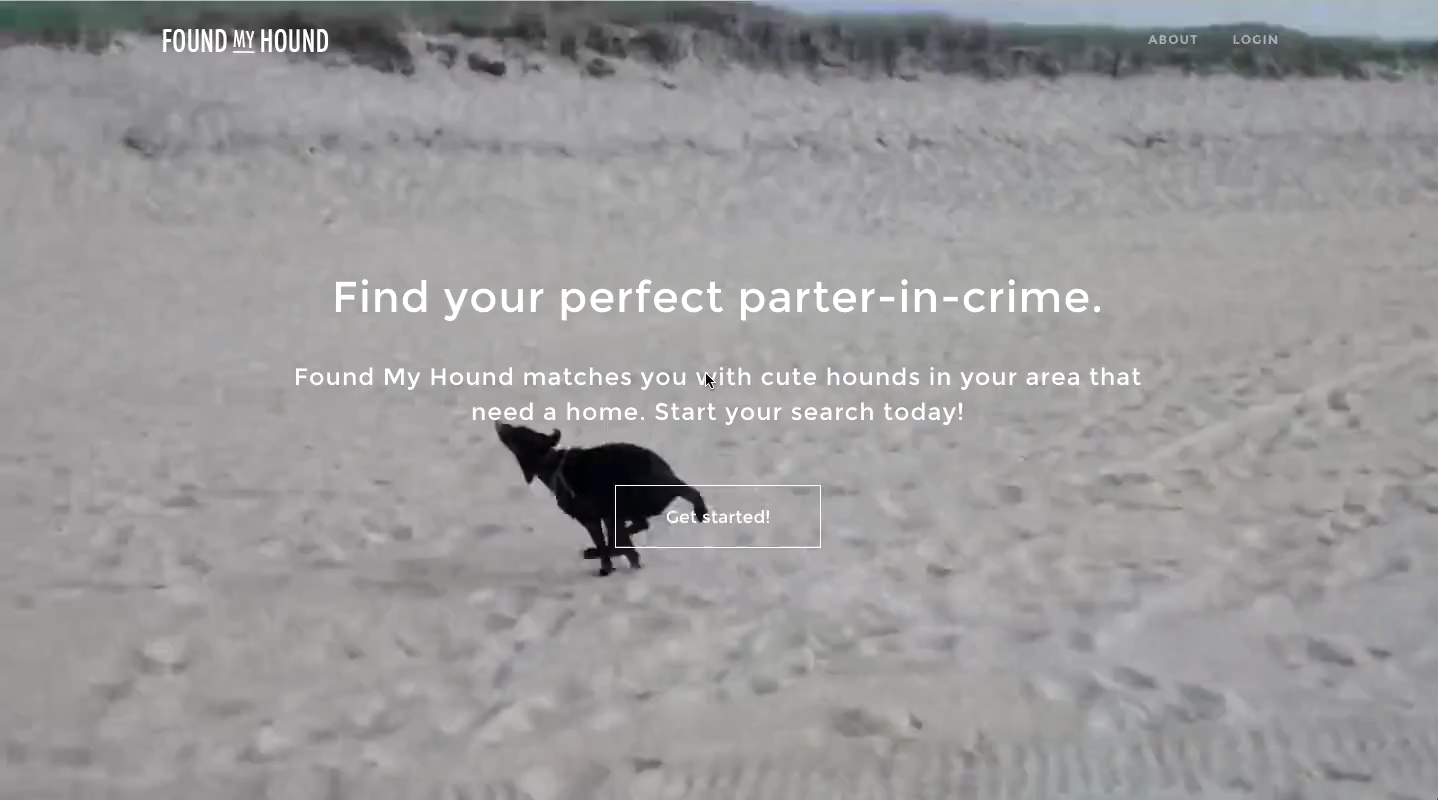 FOUND MY HOUND
ABOUT LOGIN
Find your perfect parter-in-crime.
Found My Hound matches you with cute hounds in your area that
need a home. Start your search today!
Get started!